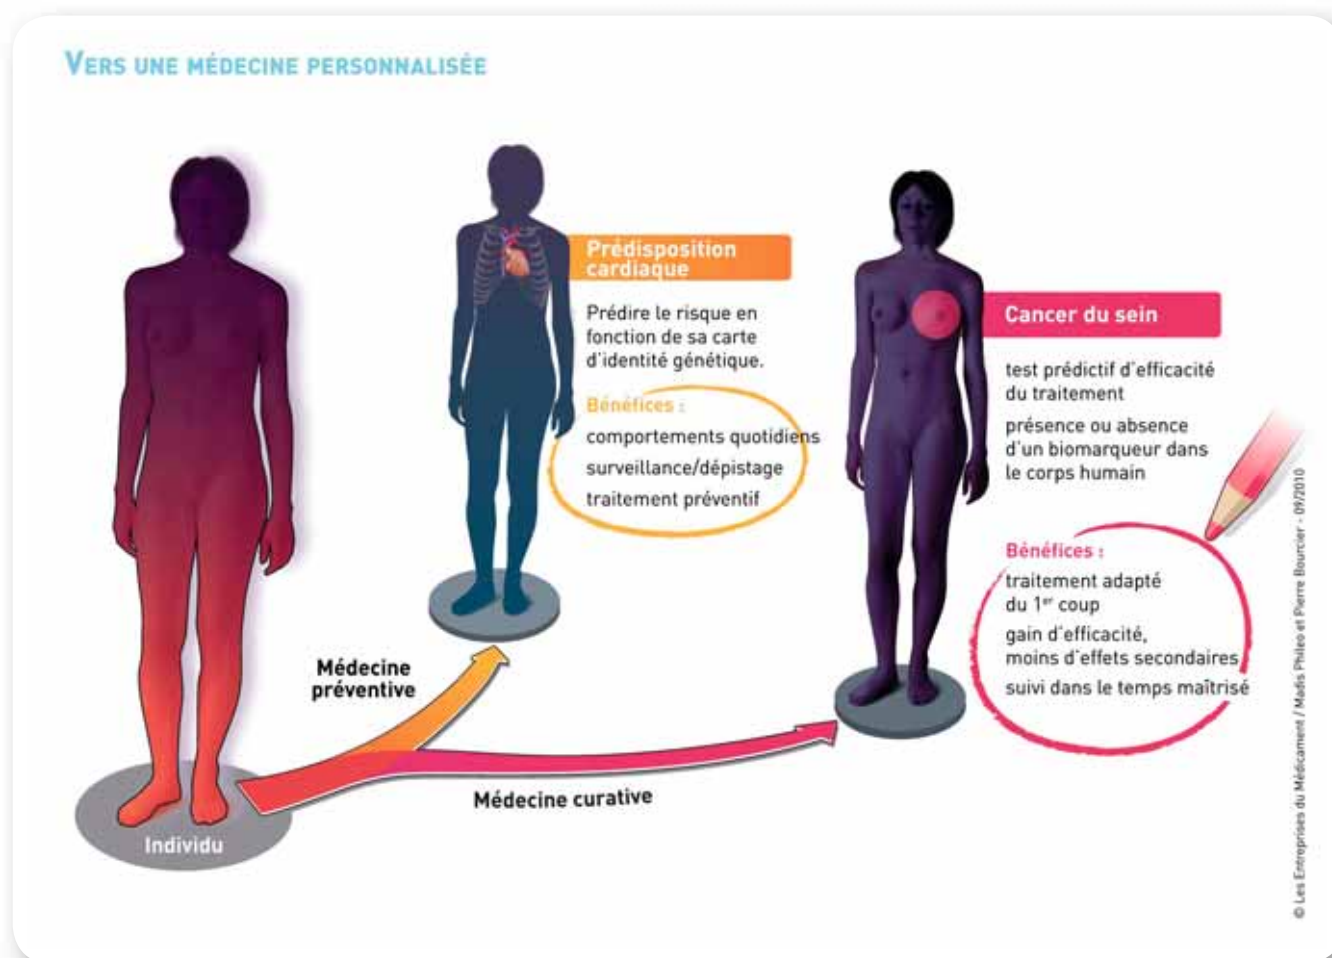 VERS UNE MÉDECINE PERSONNALISÉE
Prédisposition
cardiaque
Prédire le risque en
fonction de sa carte
d'identité génétique.
Bénéfices :
comportements quotidiens
surveillance/dépistage
traitement préventif
Cancer du sein
test prédictif d'efficacité
du traitement
présence ou absence
d'un biomarqueur dans
le corps humain
Bénéfices :
traitement adapté
du 1er coup
gain d'efficacité,
moins d'effets secondaires
suivi dans le temps maîtrisé
Médecine
préventive
Médecine curative
Individu
© Les Entreprises du Médicament / Madis Phileo et Pierre Bourcier - 09/2010